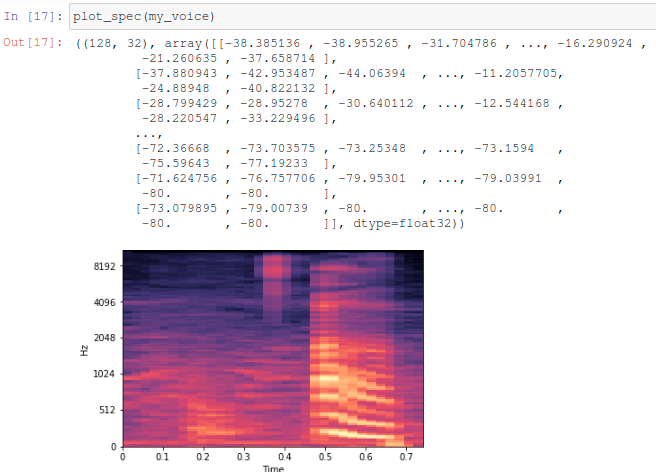 In [17]: plot_spec(my_voice)
Out[17]: ((128, 32), array([[-38.385136 , -38.955265 , -31.704786 , ..., -16.290924 ,
-21.260635 , -37.658714 ],
[-37.880943 , -42.953487 , -44.06394 , ..., -11.2057705,
-24.88948 , -40.822132 ],
[-28.799429 , -28.95278 , -30.640112 , ..., -12.544168 ,
-28.220547 , -33.229496 ],
...,
[-72.36668 , -73.703575 , -73.25348 , ..., -73.1594 ,
-75.59643 , -77.19233 ],
[-71.624756 , -76.757706 , -79.95301 , ..., -79.03991 ,
-80. , -80. ],
[-73.079895 , -79.00739 , -80. , ..., -80. ,
-80. , -80. ]], dtype=float32))
8192
4096
2048
Hz
1024
512
0
0 0.1 0.2 0.3 0.4 0.5 0.6 0.7
Time